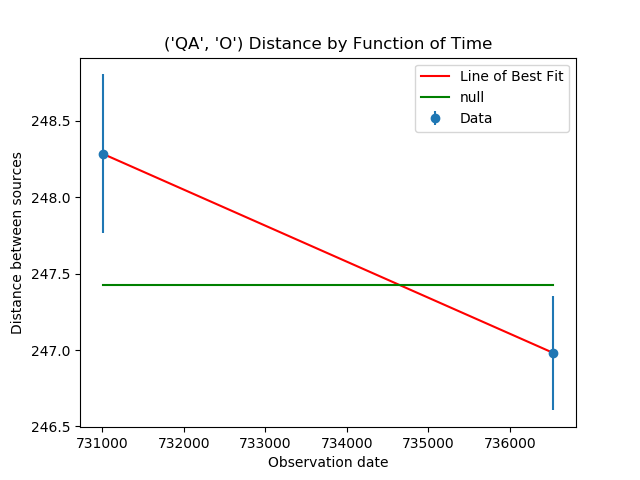 ('QA', 'O') Distance by Function of Time
Line of Best Fit
null
Data
Distance between sources
248.5
248.0
247.5
247.0
246.5
731000 732000 733000 734000 735000 736000
Observation date